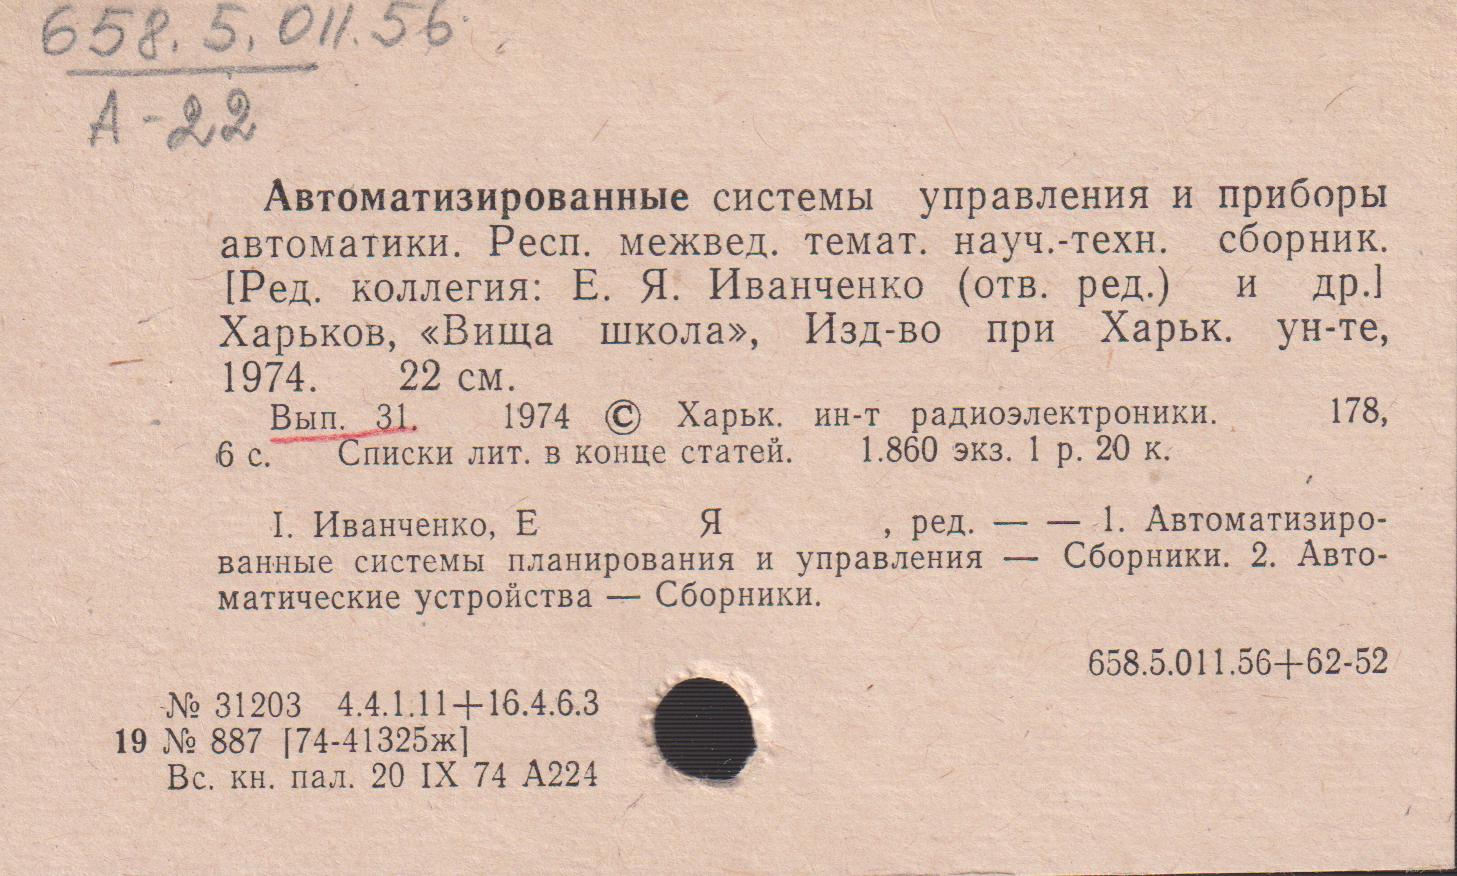 658.5.011.56
А-22
Автоматизированные системы управления и приборы
автоматики. Респ. межвед. темат. науч.-техн. сборник.
[Ред. коллегия: Е. Я. Иванченко (отв. ред.) и др.]
Харьков, «Вища школа», Изд-во при Харьк. ун-те,
1974. 22 см.
Вып. 31. 1974 © Харьк. ин-т радиоэлектроники. 178,
6 с. Списки лит. в конце статей. 1.860 экз. 1 р. 20 к.
I. Иванченко, Е Я , ред. — — 1. Автоматизиро-
ванные системы планирования и управления — Сборники. 2. Авто-
матические устройства — Сборники.
658.5.011.56+62-52
№ 31203 4.4.1.11+16.4.6.3
19 № 887 [74-41325ж]
Вс. кн. пал. 20 IX 74 А224